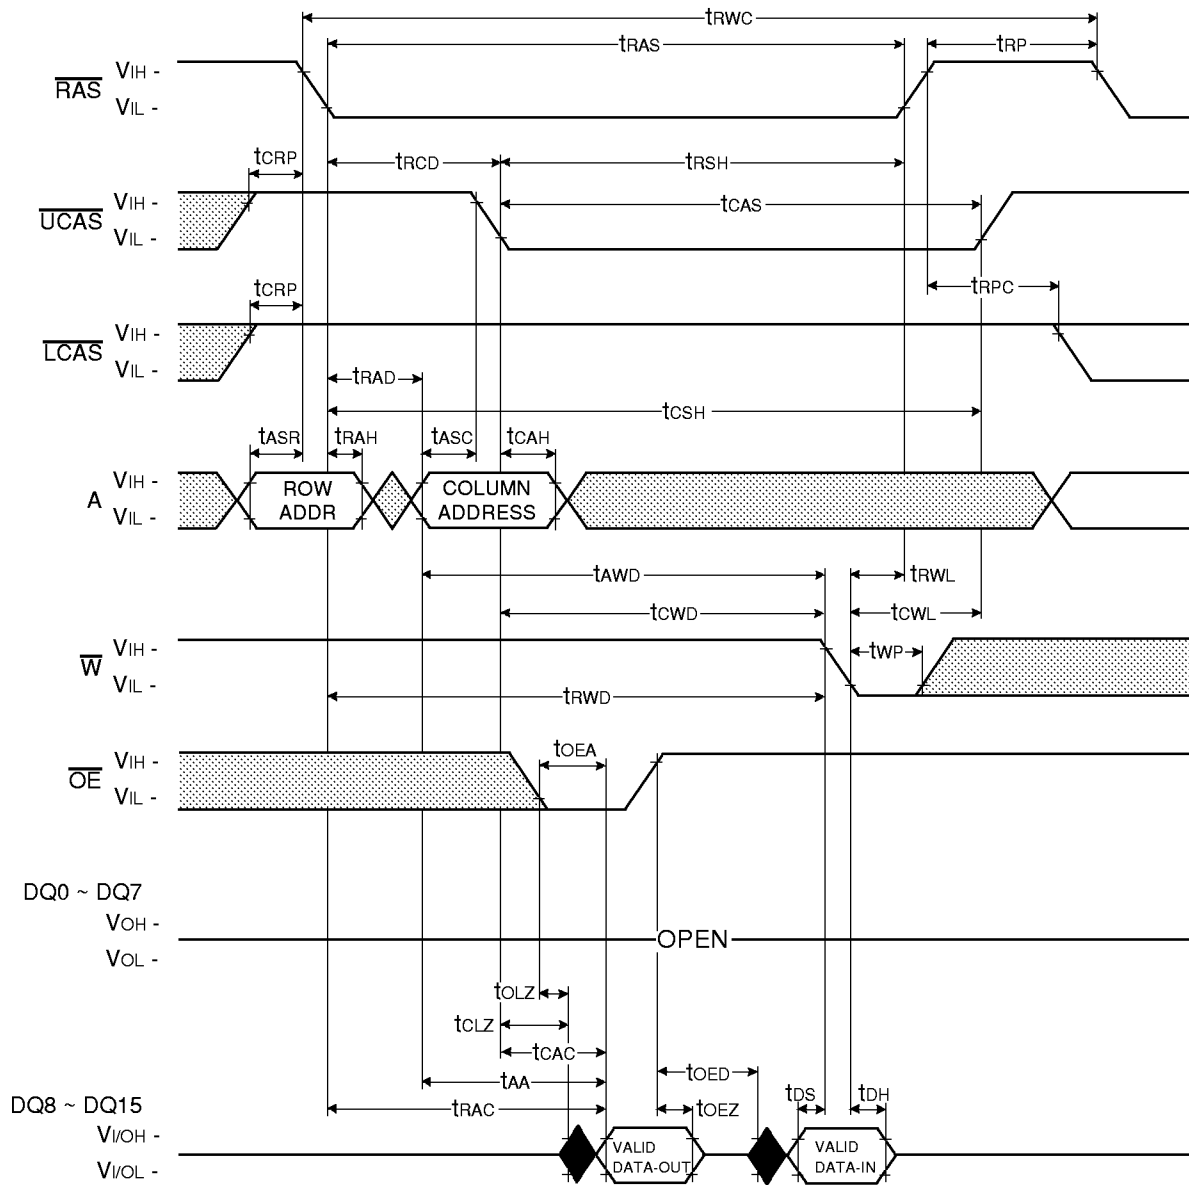 tRWC
tRAS
tRP
RAS
VIH -
VIL -
tCRP
tRCD
tRSH
UCAS
VIH -
VIL -
tCAS
tCRP
tRPC
LCAS
VIH -
VIL -
tRAD
tCSH
tASR
tRAH
tASC
tCAH
A
VIH -
VIL -
ROW
ADDR
COLUMN
ADDRESS
tAWD
tRWL
tCWD
tCWL
W
VIH -
VIL -
tWP
tRWD
OE
VIH -
VIL -
tOEA
DQ0 ~ DQ7
VOH -
VOL -
OPEN
tOLZ
tCLZ
tCAC
tAA
tOED
tDS
tDH
tRAC
tOEZ
DQ8 ~ DQ15
VI/OH -
VI/OL -
VALID
DATA-OUT
VALID
DATA-IN